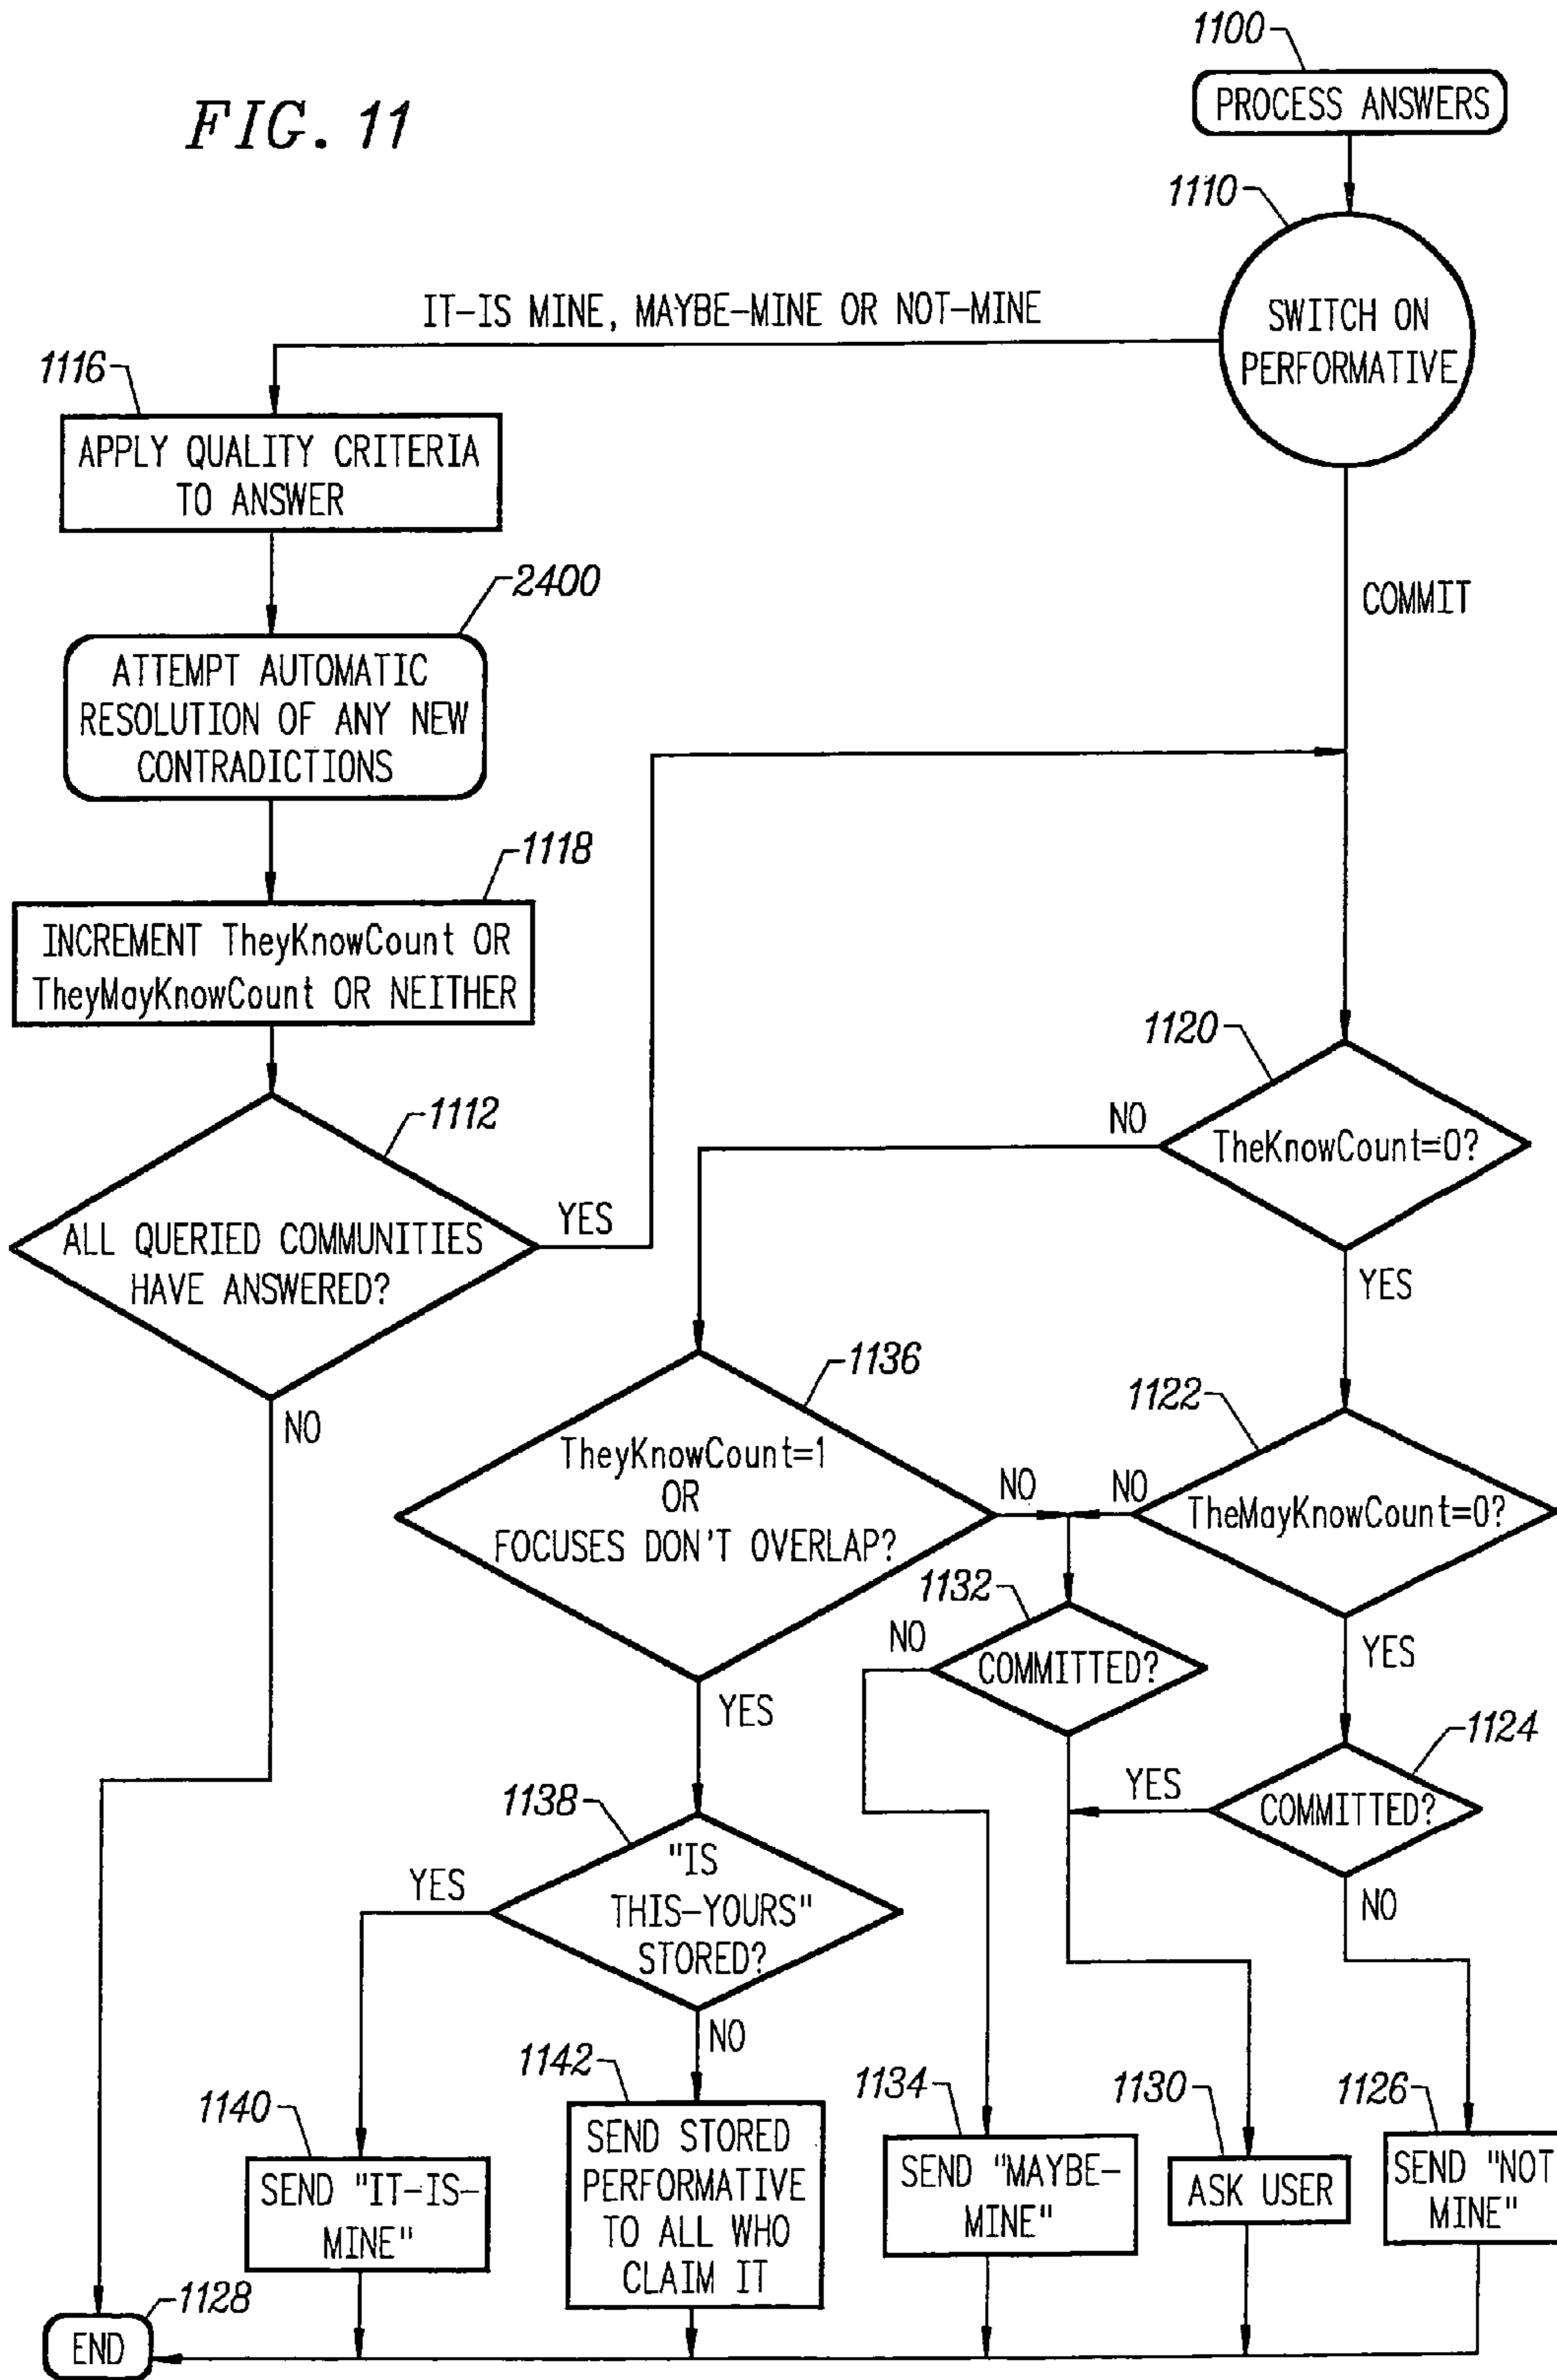 FIG. 11
1100
PROCESS ANSWERS
1110
SWITCH ON
PERFORMATIVE
IT-IS MINE, MAYBE-MINE OR NOT-MINE
COMMIT
1116
APPLY QUALITY CRITERIA
TO ANSWER
2400
ATTEMPT AUTOMATIC
RESOLUTION OF ANY NEW
CONTRADICTIONS
1118
INCREMENT TheyKnowCount OR
TheyMayKnowCount OR NEITHER
1112
ALL QUERIED COMMUNITIES
HAVE ANSWERED?
YES
NO
1120
TheKnowCount=0?
NO
YES
1136
TheyKnowCount=1
OR
FOCUSES DON'T OVERLAP?
NO
YES
1122
TheMayKnowCount=0?
NO
YES
1132
COMMITTED?
NO
1124
COMMITTED?
YES
NO
1138
"IS
THIS-YOURS"
STORED?
YES
NO
1140
SEND "IT-IS-
MINE"
1142
SEND STORED
PERFORMATIVE
TO ALL WHO
CLAIM IT
1134
SEND "MAYBE-
MINE"
1130
ASK USER
1126
SEND "NOT
MINE"
1128
END